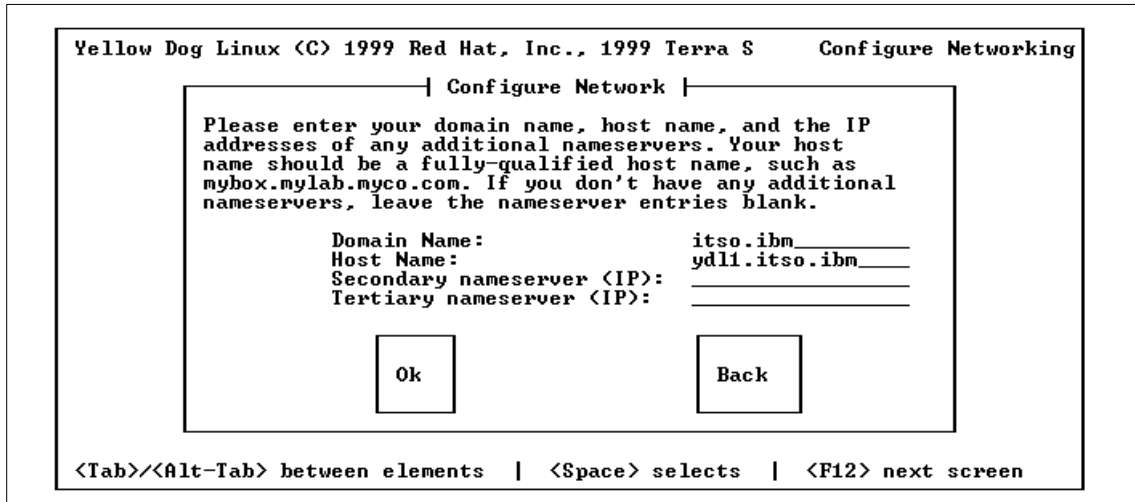 Yellow Dog Linux (C) 1999 Red Hat, Inc., 1999 Terra S Configure Networking
Configure Network
Please enter your domain name, host name, and the IP
addresses of any additional nameservers. Your host
name should be a fully-qualified host name, such as
mybox.mylab.myco.com. If you don't have any additional
nameservers, leave the nameserver entries blank.
Domain Name: itso.ibm
Host Name: ydl1.itso.ibm
Secondary nameserver (IP):
Tertiary nameserver (IP):
Ok Back
<Tab>/<Alt-Tab> between elements | <Space> selects | <F12> next screen